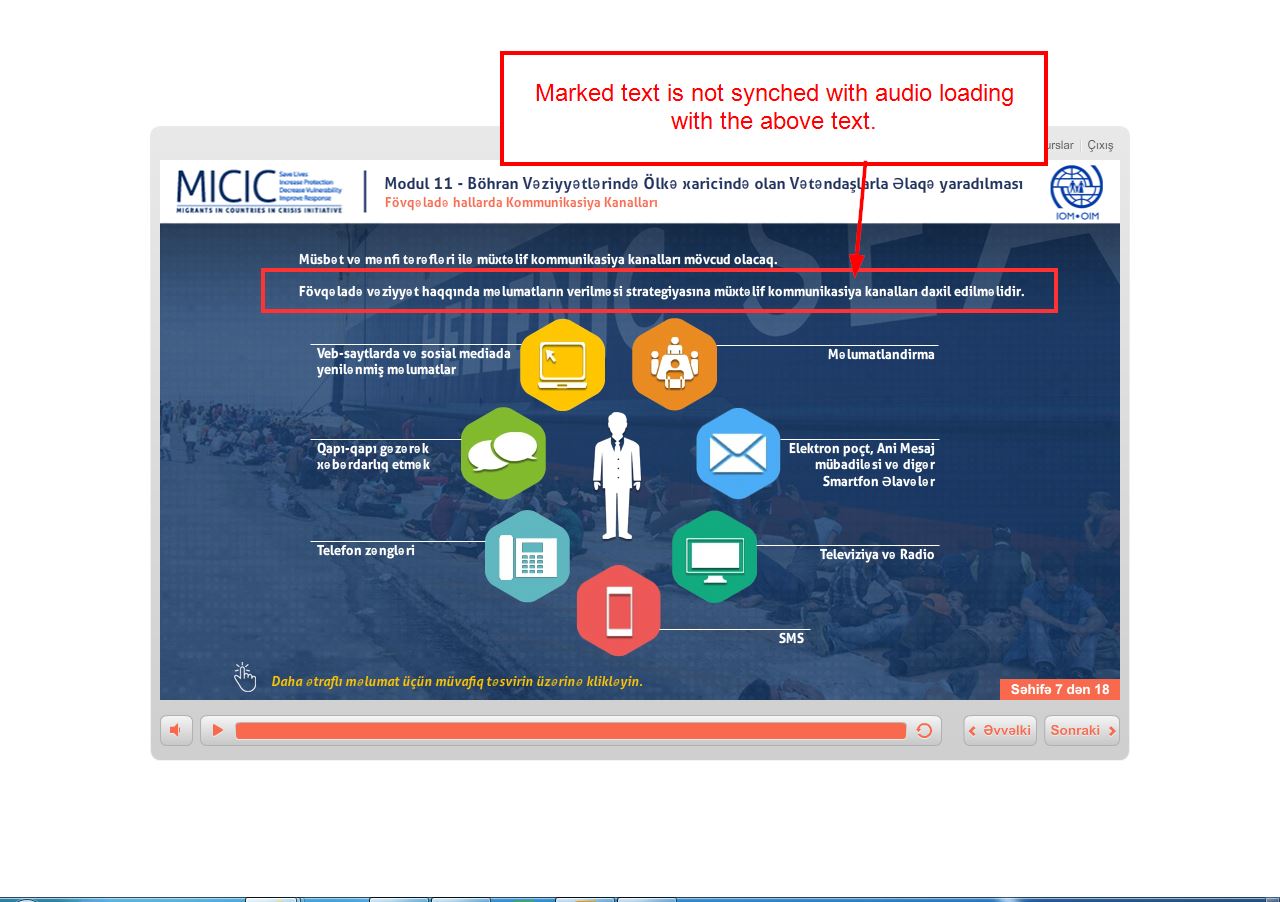 Marked text is not synched with audio loading
with the above text.
urslar | Çıxış
MICIC
Save Lives
Increase Protection
Decrease Vulnerability
Improve Response
MIGRANTS IN COUNTRIES IN CRISIS INITIATIVE
Modul 11 - Böhran Vəziyyətlərində Ölkə xaricində olan Vətəndaşlarla Əlaqə yaradılması
Fövqəladə hallarda Kommunikasiya Kanalları
IOM•OIM
Müsbət və mənfi tərəfləri ilə müxtəlif kommunikasiya kanalları mövcud olacaq.
Fövqəladə vəziyyət haqqında məlumatların verilməsi strategiyasına müxtəlif kommunikasiya kanalları daxil edilməlidir.
HELLENIC SEA
Veb-saytlarda və sosial mediada
yenilənmiş məlumatlar
Məlumatlandirma
Qapı-qapı gəzərək
xəbərdarlıq etmək
Elektron poçt, Ani Mesaj
mübadiləsi və digər
Smartfon Əlavələr
Telefon zəngləri
Televiziya və Radio
SMS
Daha ətraflı məlumat üçün müvafiq təsvirin üzərinə klikləyin.
Səhifə 7 dən 18
Əvvəlki
Sonraki